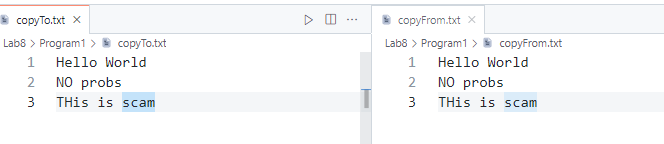 copyTo.txt
Lab8 > Program1 > copyTo.txt
1 Hello World
2 NO probs
3 THis is scam
copyFrom.txt
Lab8 > Program1 > copyFrom.txt
1 Hello World
2 NO probs
3 THis is scam